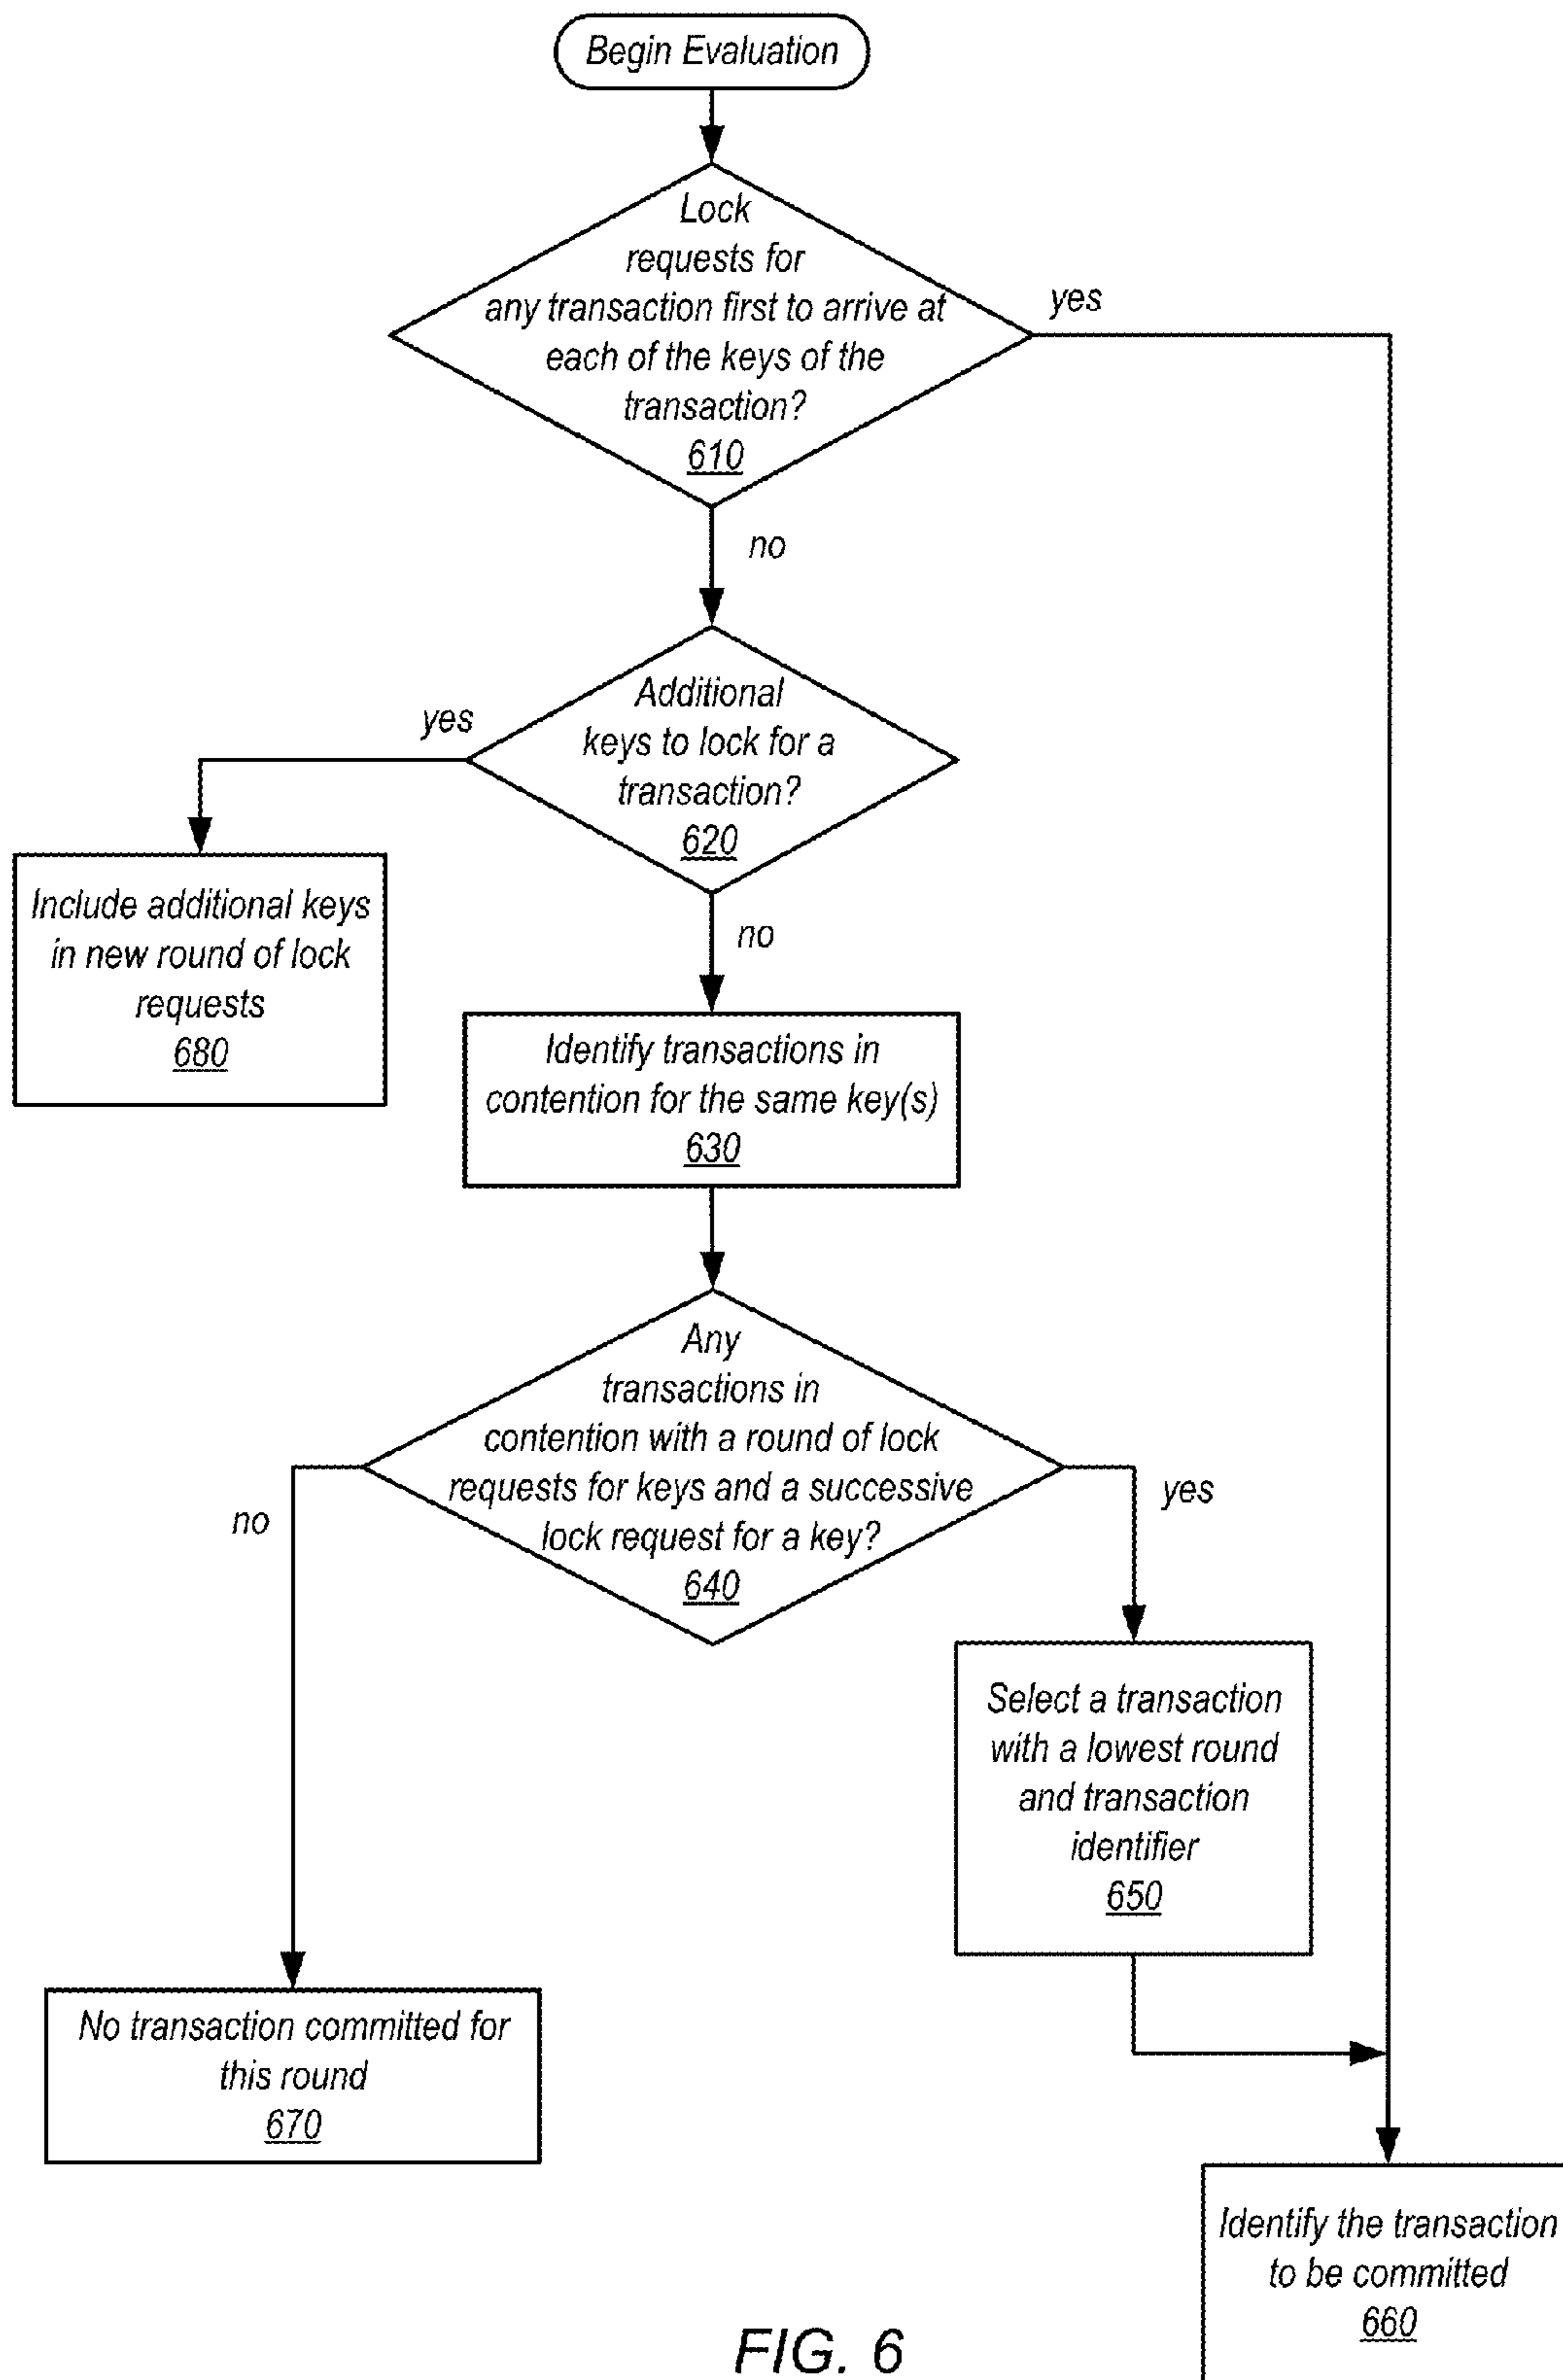 Begin Evaluation
Lock
requests for
any transaction first to arrive at
each of the keys of the
transaction?
610
yes
no
Additional
keys to lock for a
transaction?
620
yes
no
Include additional keys
in new round of lock
requests
680
Identify transactions in
contention for the same key(s)
630
Any
transactions in
contention with a round of lock
requests for keys and a successive
lock request for a key?
640
no
yes
Select a transaction
with a lowest round
and transaction
identifier
650
No transaction committed for
this round
670
Identify the transaction
to be committed
660
FIG. 6